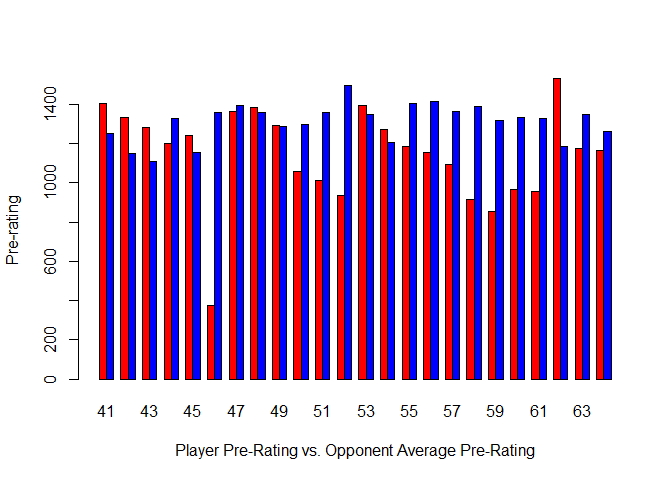 Pre-rating
1400
1000
600
200
0
41 43 45 47 49 51 53 55 57 59 61 63
Player Pre-Rating vs. Opponent Average Pre-Rating